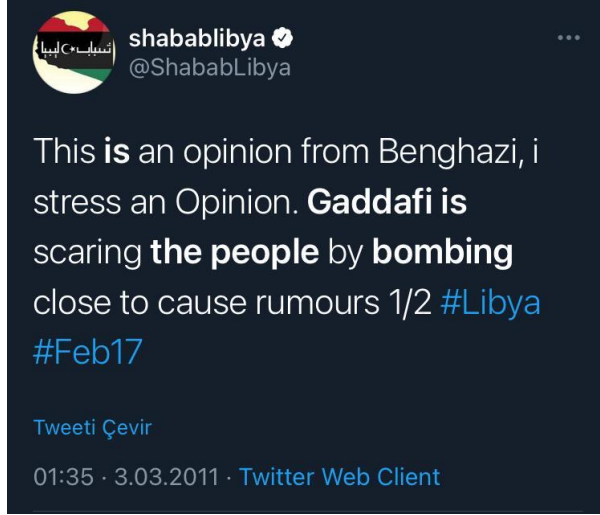 شباب ليبيا
shabablibya
@ShababLibya
This is an opinion from Benghazi, i
stress an Opinion. Gaddafi is
scaring the people by bombing
close to cause rumours 1/2 #Libya
#Feb17
Tweeti Çevir
01:35 · 3.03.2011 · Twitter Web Client